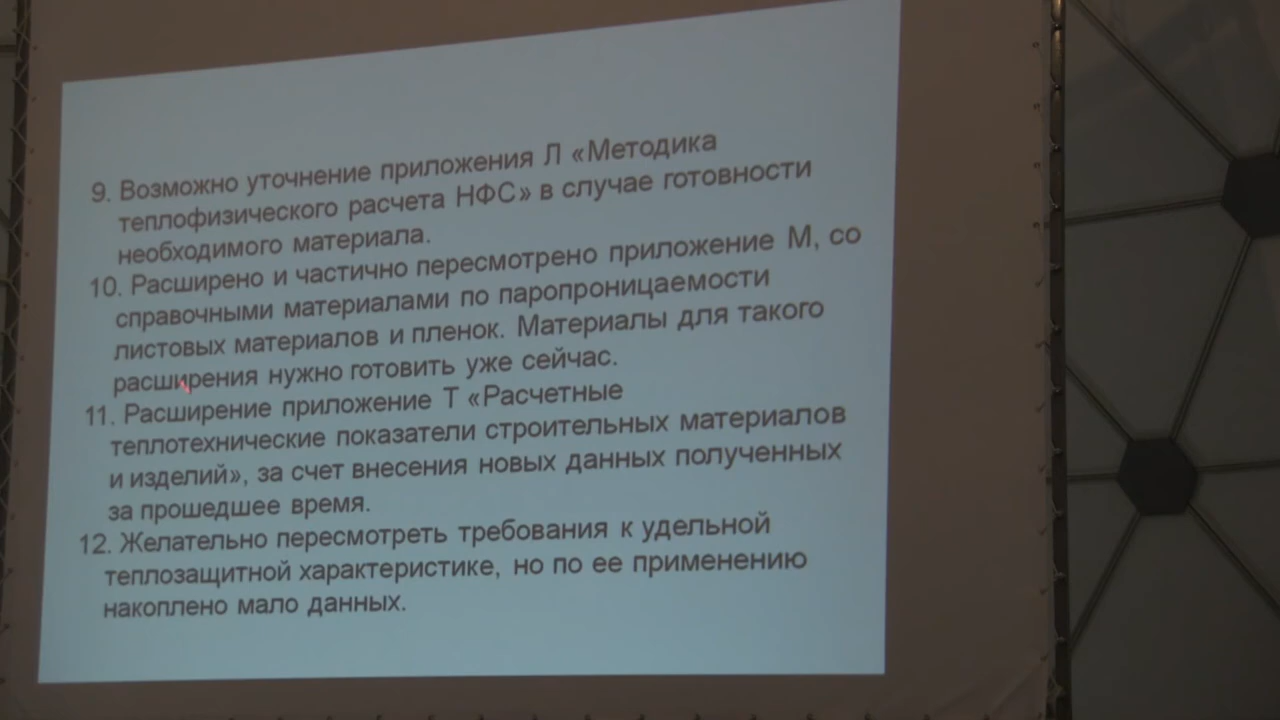 9. Возможно уточнение приложения Л «Методика
теплофизического расчета НФС» в случае готовности
необходимого материала.
10. Расширено и частично пересмотрено приложение М, со
справочными материалами по паропроницаемости
листовых материалов и пленок. Материалы для такого
расширения нужно готовить уже сейчас.
11. Расширение приложение Т «Расчетные
теплотехнические показатели строительных материалов
и изделий», за счет внесения новых данных полученных
за прошедшее время.
12. Желательно пересмотреть требования к удельной
теплозащитной характеристике, но по ее применению
накоплено мало данных.